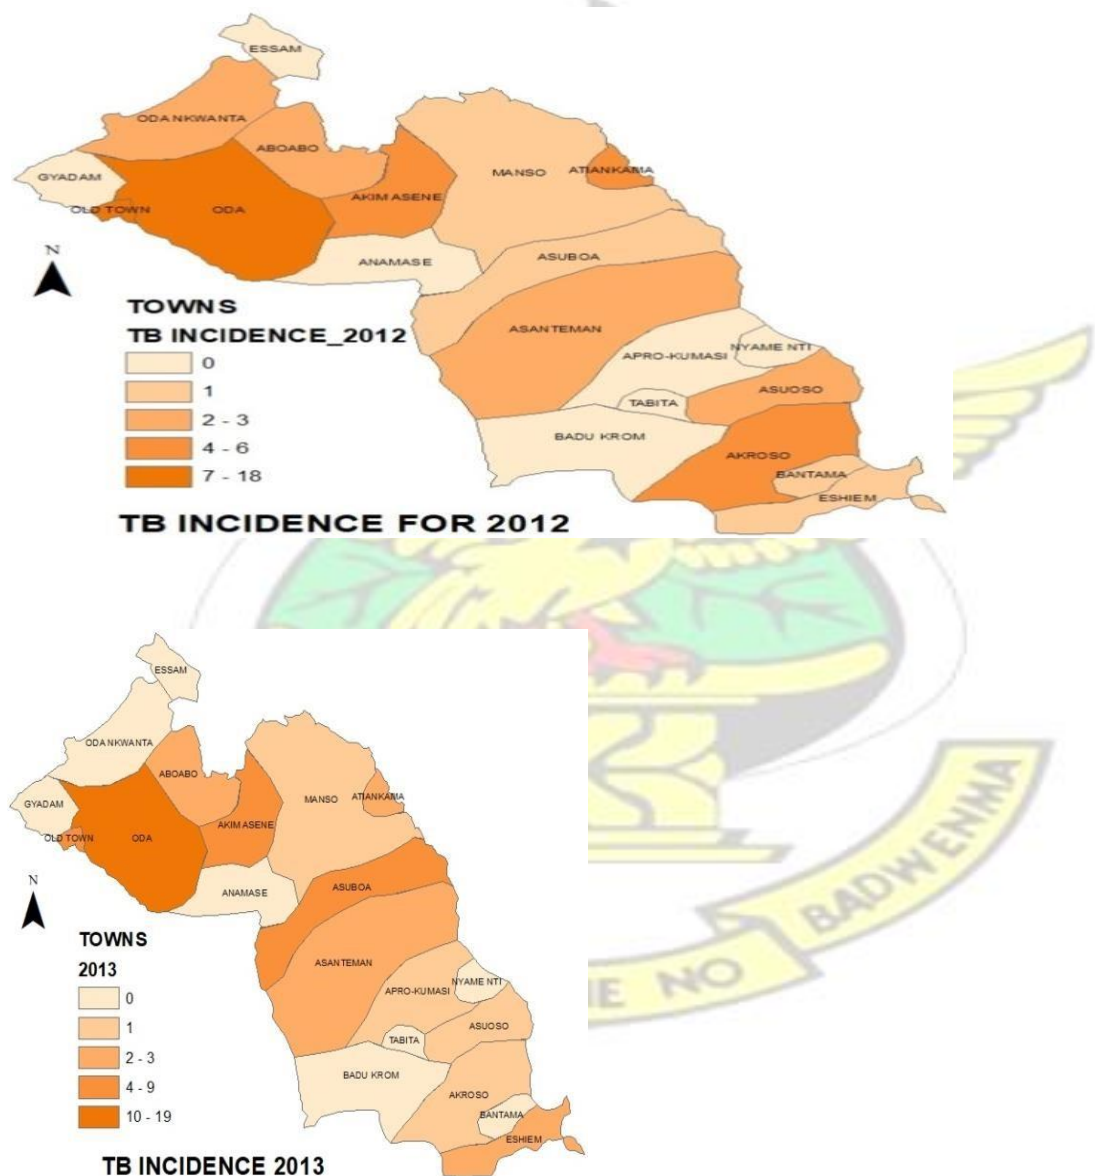 ESSAM
ODA NKWANTA
ABOABO
GYADAM
MANSO
ATIANKAMA
AKIM ASENE
OLD TOWN
ODA
N
ANAMASE
ASUBOA
TOWNS
TB INCIDENCE_2012
0
1
2 - 3
4 - 6
7 - 18
ASANTEMAN
NYAME NTI
APRO-KUMASI
ASUOSO
TABITA
BADU KROM
AKROSO
BANTAMA
ESHIEM
TB INCIDENCE FOR 2012
ESSAM
ODA NKWANTA
ABOABO
GYADAM
MANSO
ATIANKAMA
AKIM ASENE
OLD TOWN
ODA
N
ANAMASE
ASUBOA
TOWNS
2013
0
1
2 - 3
4 - 9
10 - 19
ASANTEMAN
NYAME NTI
APRO-KUMASI
ASUOSO
TABITA
BADU KROM
AKROSO
BANTAMA
ESHIEM
TB INCIDENCE 2013
NO
BADWENMA